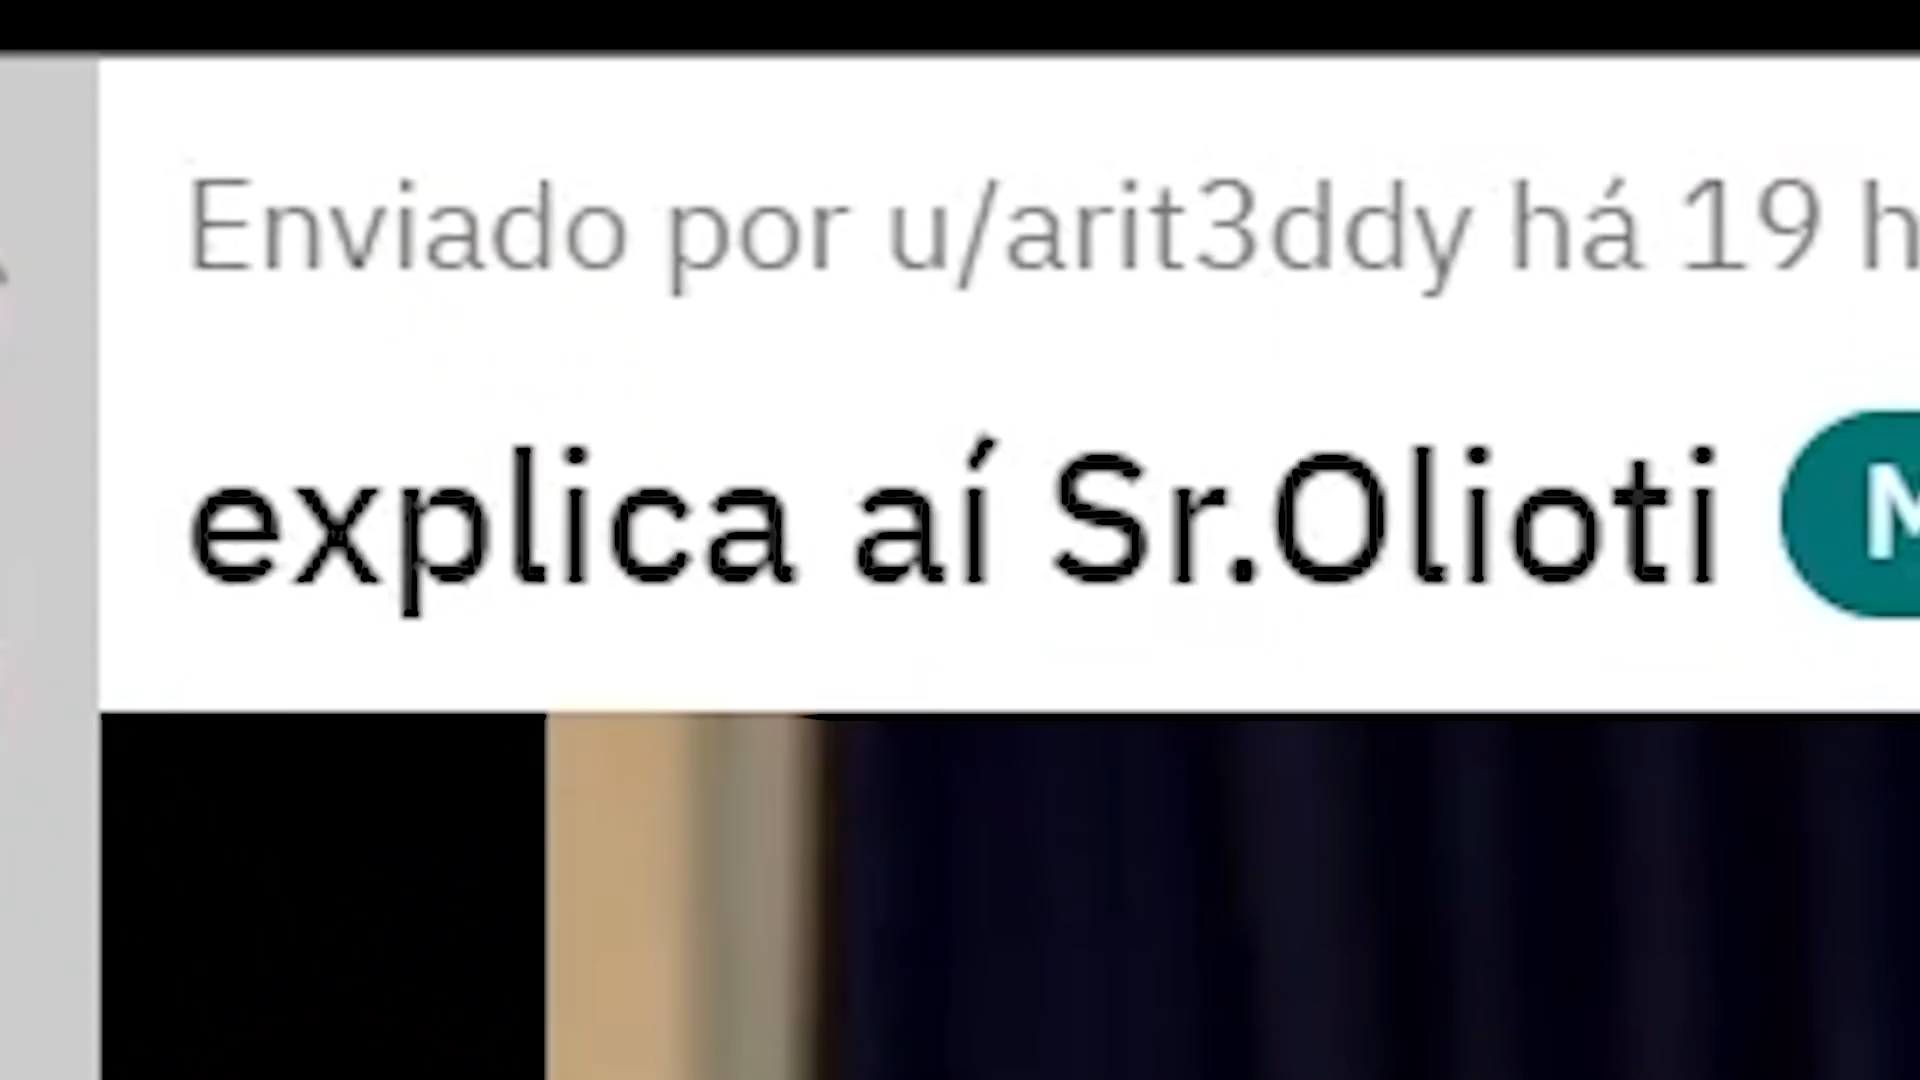 Enviado por u/arit3ddy há 19 h
explica aí Sr.Olioti M